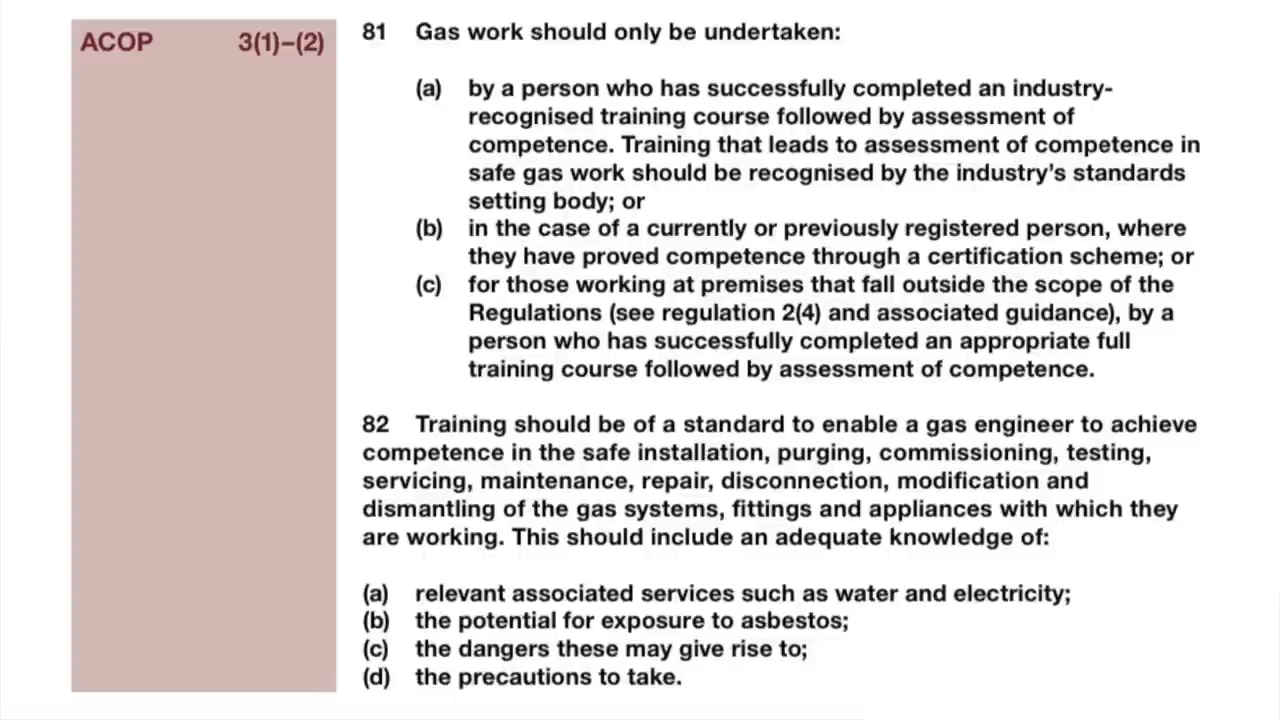 ACOP 3(1)–(2)
81 Gas work should only be undertaken:
(a) by a person who has successfully completed an industry-
recognised training course followed by assessment of
competence. Training that leads to assessment of competence in
safe gas work should be recognised by the industry’s standards
setting body; or
(b) in the case of a currently or previously registered person, where
they have proved competence through a certification scheme; or
(c) for those working at premises that fall outside the scope of the
Regulations (see regulation 2(4) and associated guidance), by a
person who has successfully completed an appropriate full
training course followed by assessment of competence.
82 Training should be of a standard to enable a gas engineer to achieve
competence in the safe installation, purging, commissioning, testing,
servicing, maintenance, repair, disconnection, modification and
dismantling of the gas systems, fittings and appliances with which they
are working. This should include an adequate knowledge of:
(a) relevant associated services such as water and electricity;
(b) the potential for exposure to asbestos;
(c) the dangers these may give rise to;
(d) the precautions to take.